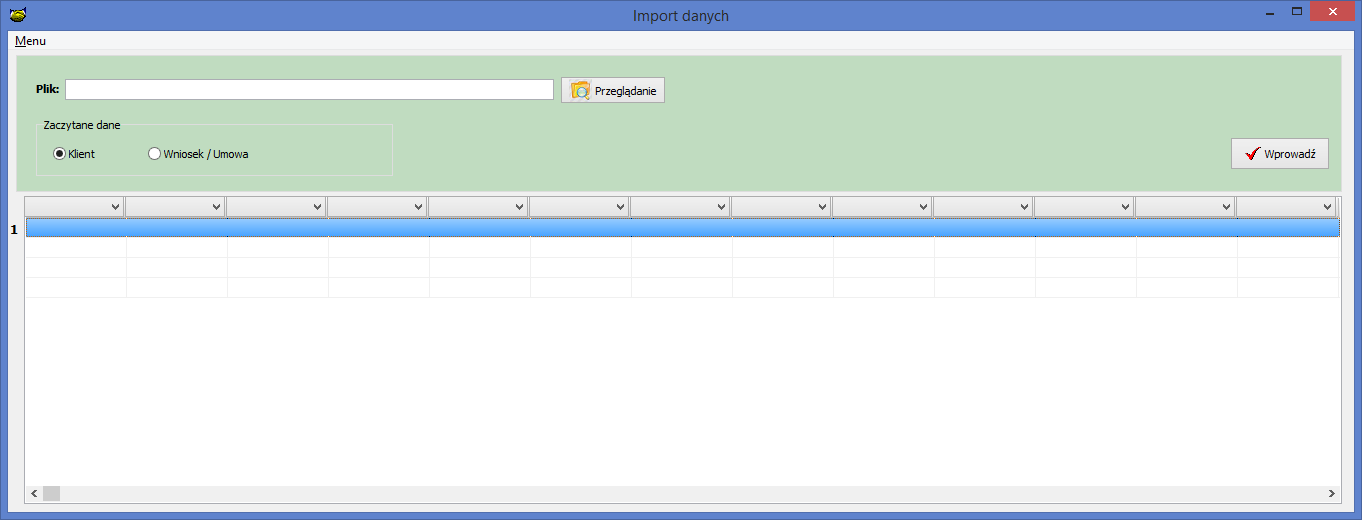 Import danych
Menu
Plik:
Przeglądanie
Zaczytane dane
Klient
Wniosek / Umowa
Wprowadź
1